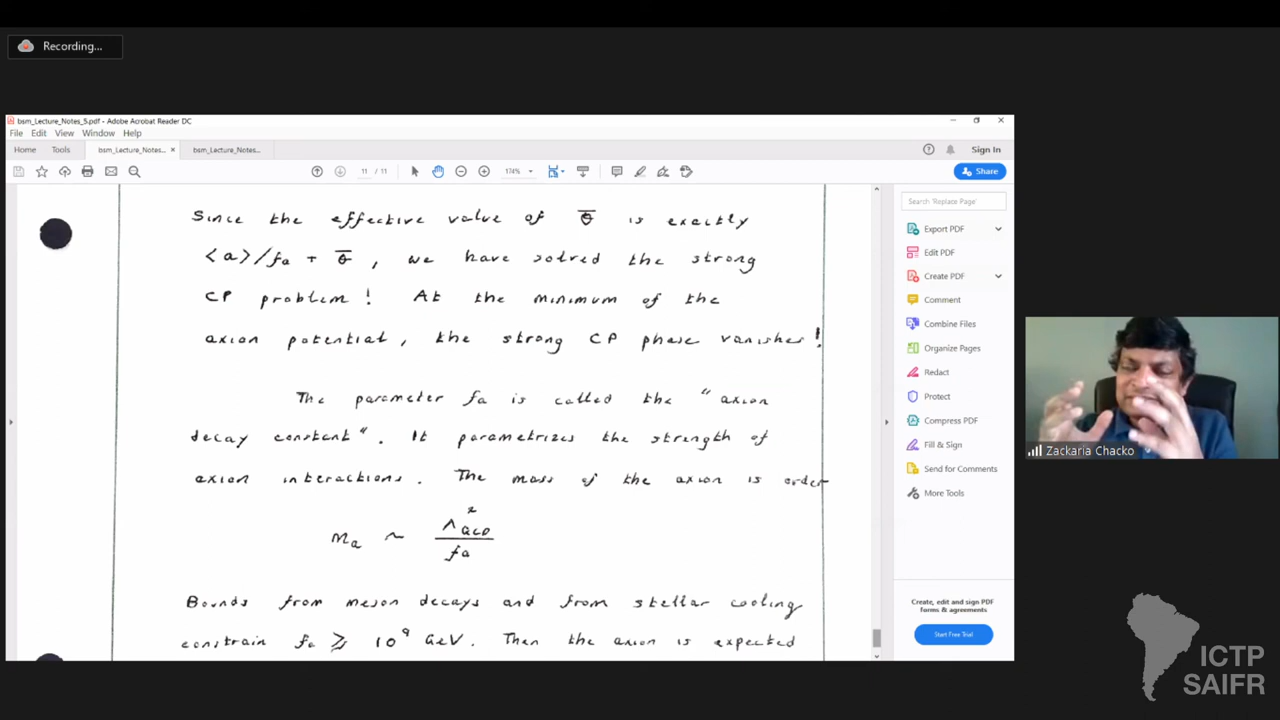 Recording...
bsm_Lecture_Notes_5.pdf - Adobe Acrobat Reader DC
File Edit View Window Help
Home Tools bsm_Lecture_Notes... × bsm_Lecture_Notes... Sign In
11 / 11 174% Share
Since the effective value of θ̄ is exactly
<a>/fa + θ̄, we have solved the strong
CP problem! At the minimum of the
axion potential, the strong CP phase vanishes!
The parameter fa is called the "axion
decay constant". It parametrizes the strength of
axion interactions. The mass of the axion is order
ma ~ Λ²QCD / fa
Bounds from meson decays and from stellar cooling
constrain fa ≥ 10⁹ GeV. Then the axion is expected
Search 'Replace Page'
Export PDF
Edit PDF
Create PDF
Comment
Combine Files
Organize Pages
Redact
Protect
Compress PDF
Fill & Sign
Send for Comments
More Tools
Create, edit and sign PDF
forms & agreements
Start Free Trial
Zackaria Chacko
ICTP
SAIFR